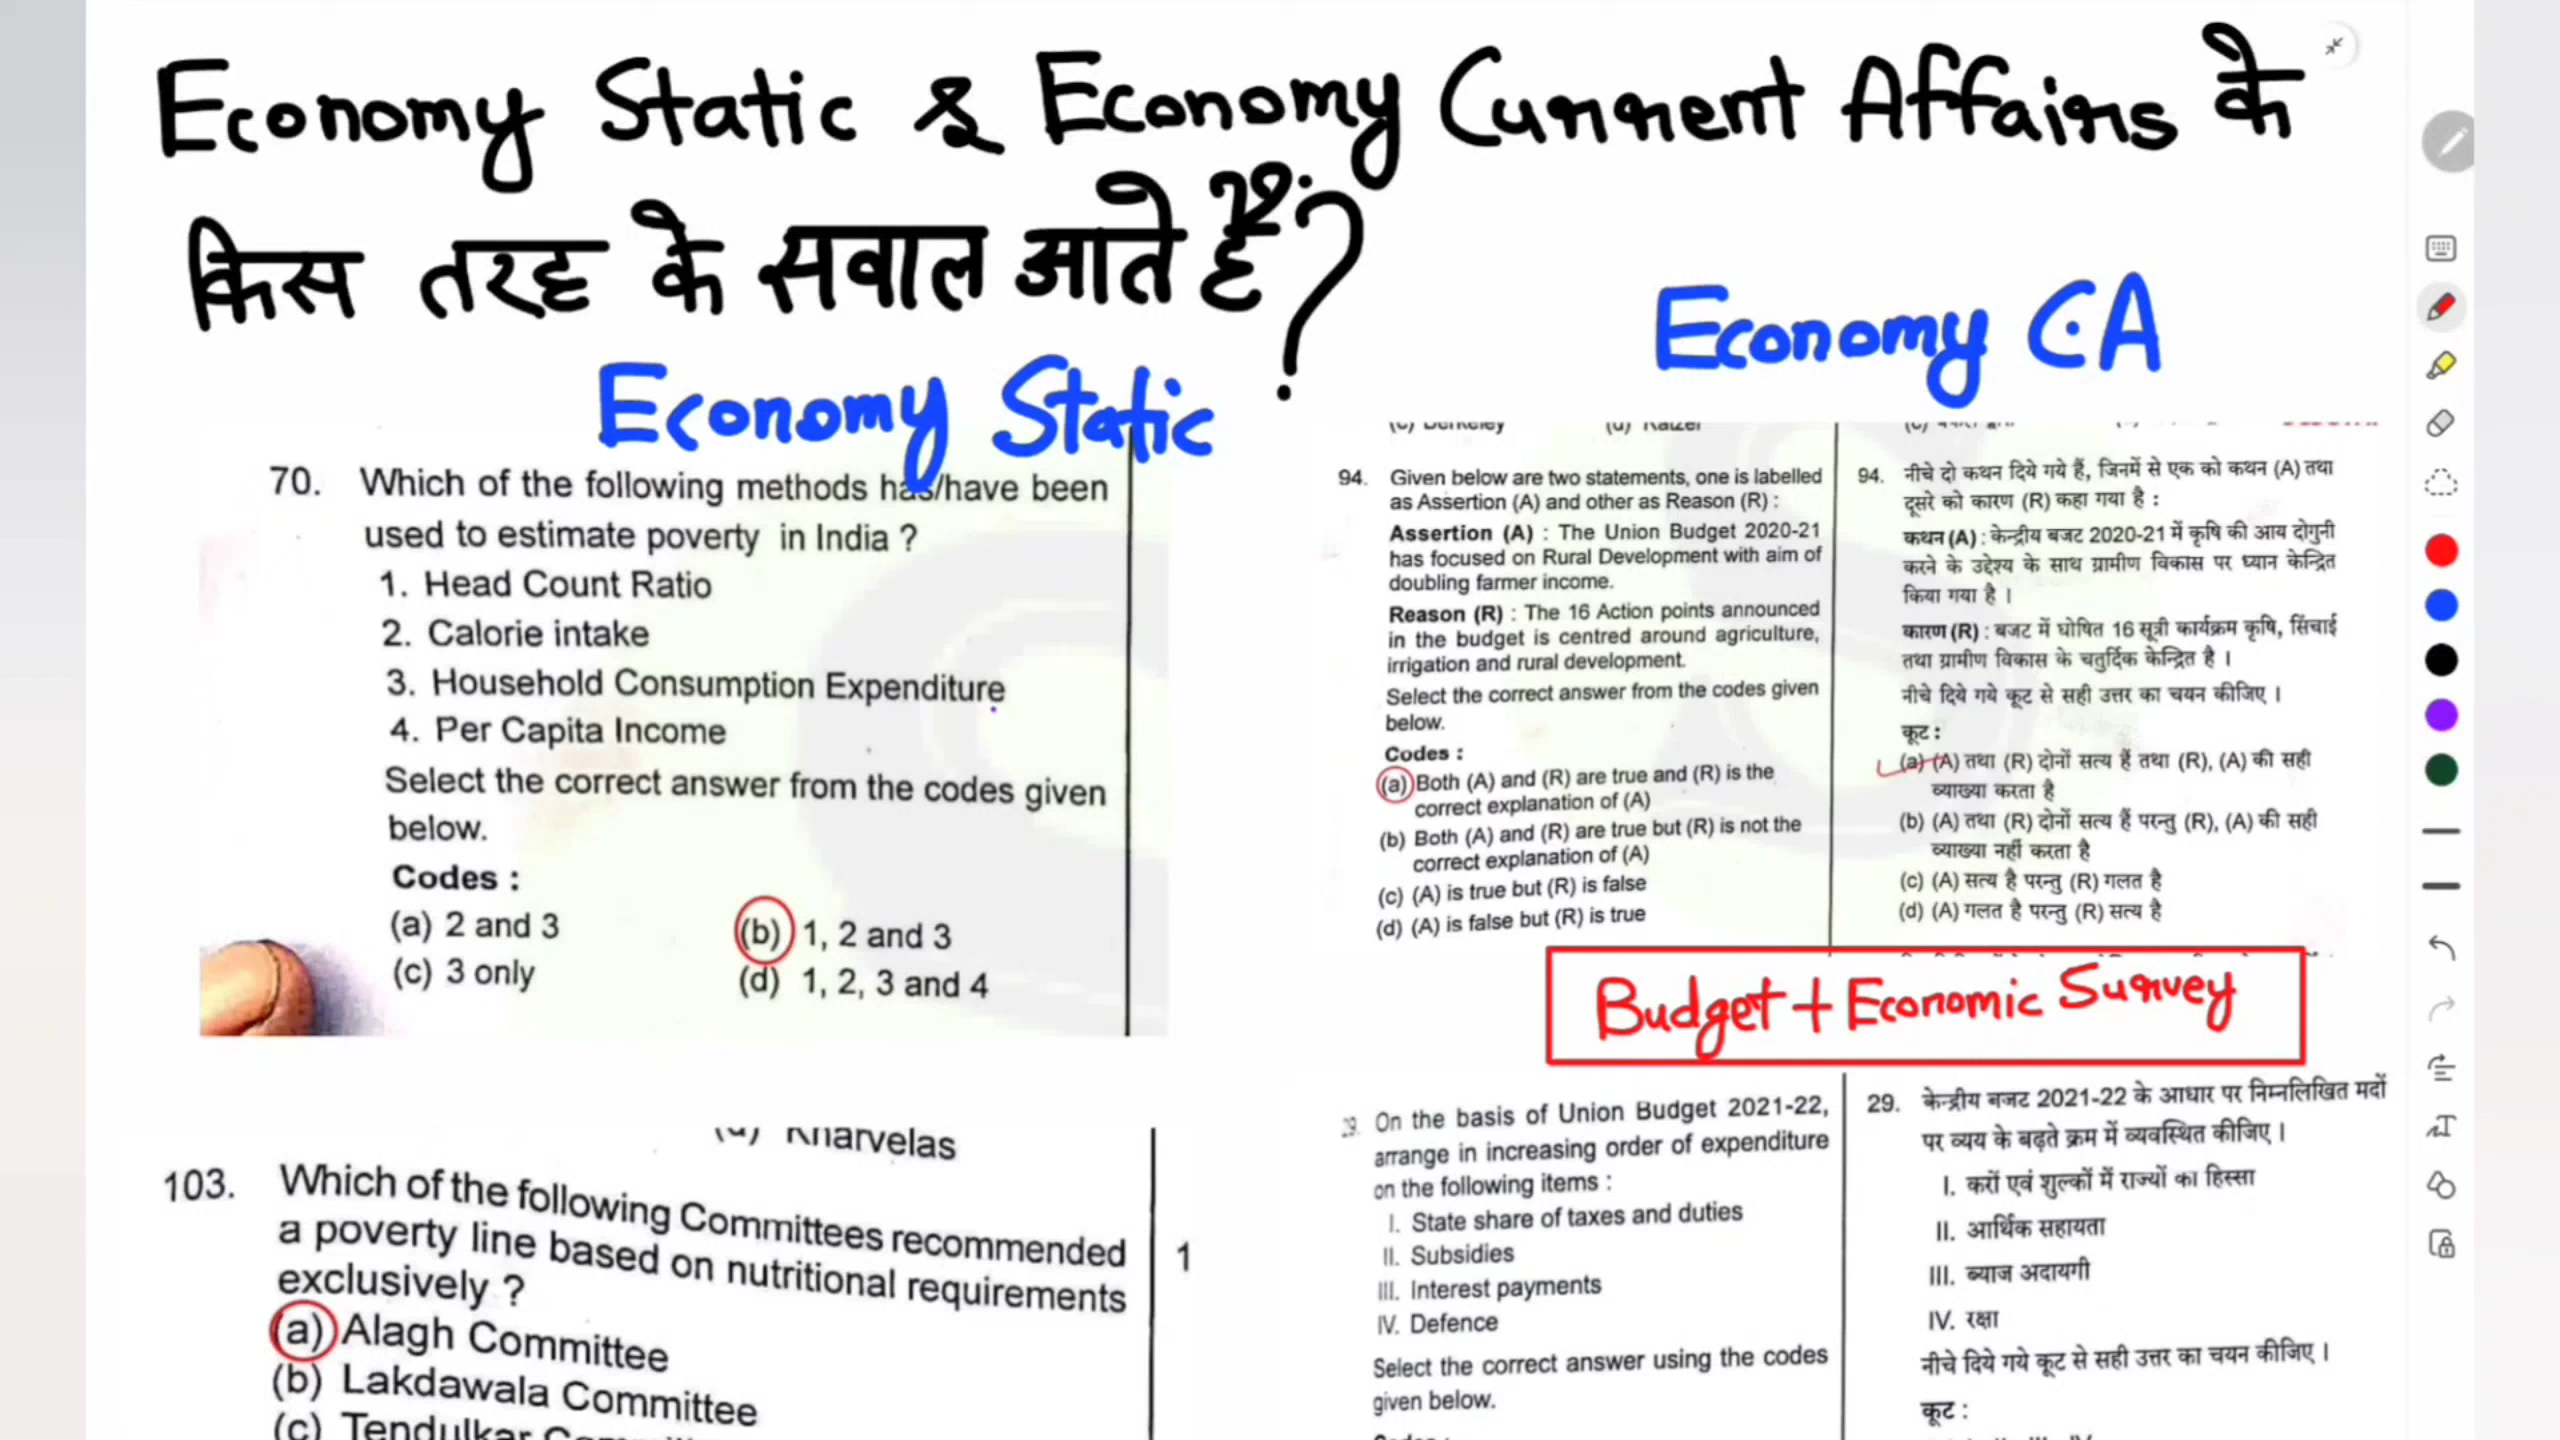 Economy Static & Economy Current Affairs के
किस तरह के सवाल आते हैं?
Economy Static
70. Which of the following methods has/have been
used to estimate poverty in India ?
1. Head Count Ratio
2. Calorie intake
3. Household Consumption Expenditure
4. Per Capita Income
Select the correct answer from the codes given
below.
Codes :
(a) 2 and 3 (b) 1, 2 and 3
(c) 3 only (d) 1, 2, 3 and 4
Kharvelas
103. Which of the following Committees recommended
a poverty line based on nutritional requirements
exclusively ?
(a) Alagh Committee
(b) Lakdawala Committee
(c) Tendulkar
1
Economy C.A
(c) Berkeley (d) Ratzel
94. Given below are two statements, one is labelled
as Assertion (A) and other as Reason (R) :
Assertion (A) : The Union Budget 2020-21
has focused on Rural Development with aim of
doubling farmer income.
Reason (R) : The 16 Action points announced
in the budget is centred around agriculture,
irrigation and rural development.
Select the correct answer from the codes given
below.
Codes :
(a) Both (A) and (R) are true and (R) is the
correct explanation of (A)
(b) Both (A) and (R) are true but (R) is not the
correct explanation of (A)
(c) (A) is true but (R) is false
(d) (A) is false but (R) is true
94. नीचे दो कथन दिये गये हैं, जिनमें से एक को कथन (A) तथा
दूसरे को कारण (R) कहा गया है :
कथन (A) : केन्द्रीय बजट 2020-21 में कृषि की आय दोगुनी
करने के उद्देश्य के साथ ग्रामीण विकास पर ध्यान केन्द्रित
किया गया है ।
कारण (R) : बजट में घोषित 16 सूत्री कार्यक्रम कृषि, सिंचाई
तथा ग्रामीण विकास के चतुर्दिक केन्द्रित है ।
नीचे दिये गये कूट से सही उत्तर का चयन कीजिए ।
कूट :
(a) (A) तथा (R) दोनों सत्य हैं तथा (R), (A) की सही
व्याख्या करता है
(b) (A) तथा (R) दोनों सत्य हैं परन्तु (R), (A) की सही
व्याख्या नहीं करता है
(c) (A) सत्य है परन्तु (R) गलत है
(d) (A) गलत है परन्तु (R) सत्य है
Budget + Economic Survey
29. On the basis of Union Budget 2021-22,
arrange in increasing order of expenditure
on the following items :
I. State share of taxes and duties
II. Subsidies
III. Interest payments
IV. Defence
Select the correct answer using the codes
given below.
29. केन्द्रीय बजट 2021-22 के आधार पर निम्नलिखित मदों
पर व्यय के बढ़ते क्रम में व्यवस्थित कीजिए ।
I. करों एवं शुल्कों में राज्यों का हिस्सा
II. आर्थिक सहायता
III. ब्याज अदायगी
IV. रक्षा
नीचे दिये गये कूट से सही उत्तर का चयन कीजिए ।
कूट :